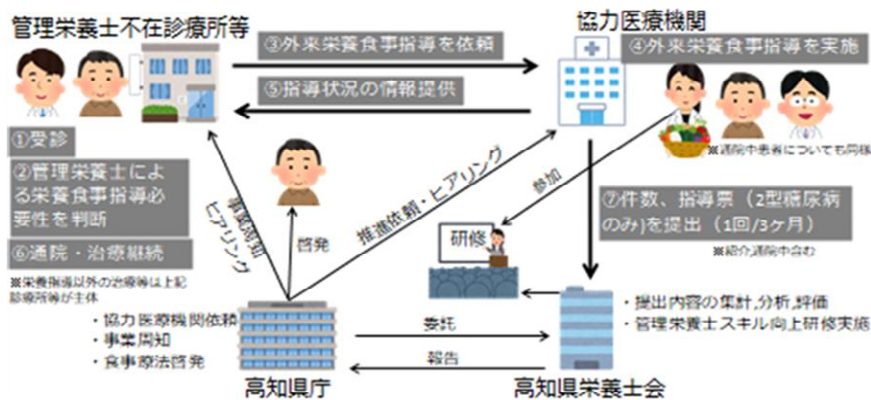 管理栄養士不在診療所等
協力医療機関
③外来栄養食事指導を依頼
④外来栄養食事指導を実施
⑤指導状況の情報提供
①受診
②管理栄養士によ
る栄養食事指導必
要性を判断
⑥通院・治療継続
※栄養指導以外の治療等は上記
診療所等が主体
※通院中患者についても同様
⑦件数、指導票（2型糖尿病
のみ)を提出（1回/3ヶ月）
※紹介,通院中含む
事業周知
ヒアリング
啓発
推進依頼・ヒアリング
参加
研修
・協力医療機関依頼
・事業周知
・食事療法啓発
委託
報告
・提出内容の集計,分析,評価
・管理栄養士スキル向上研修実施
高知県庁
高知県栄養士会